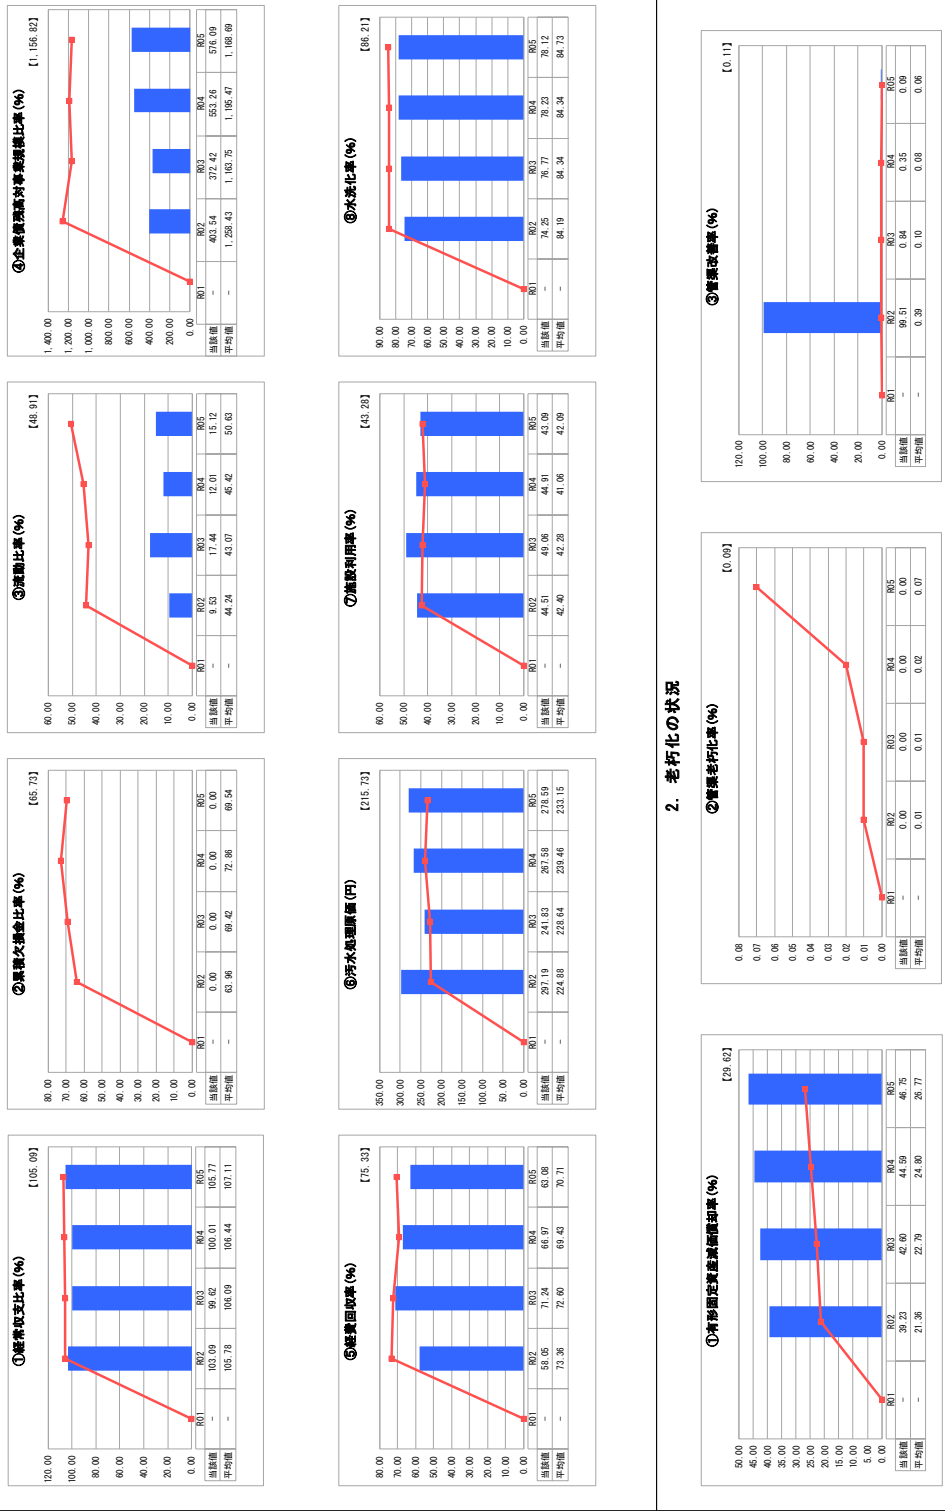 ①経常収支比率(%)
【105.09】
120.00
100.00
80.00
60.00
40.00
20.00
0.00
R01 R02 R03 R04 R05
当該値 - 103.09 99.62 100.01 105.77
平均値 - 105.78 106.09 106.44 107.11
②累積欠損金比率(%)
【65.73】
80.00
70.00
60.00
50.00
40.00
30.00
20.00
10.00
0.00
R01 R02 R03 R04 R05
当該値 - 0.00 0.00 0.00 0.00
平均値 - 63.96 69.42 72.86 69.54
③流動比率(%)
【48.91】
60.00
50.00
40.00
30.00
20.00
10.00
0.00
R01 R02 R03 R04 R05
当該値 - 9.53 17.44 12.01 15.12
平均値 - 44.24 43.07 45.42 50.63
④企業債残高対事業規模比率(%)
【1,156.82】
1,400.00
1,200.00
1,000.00
800.00
600.00
400.00
200.00
0.00
R01 R02 R03 R04 R05
当該値 - 403.54 372.42 553.26 576.09
平均値 - 1,258.43 1,163.75 1,195.47 1,168.69
⑤経費回収率(%)
【75.33】
80.00
70.00
60.00
50.00
40.00
30.00
20.00
10.00
0.00
R01 R02 R03 R04 R05
当該値 - 58.05 71.24 66.97 63.08
平均値 - 73.36 72.60 69.43 70.71
⑥汚水処理原価(円)
【215.73】
350.00
300.00
250.00
200.00
150.00
100.00
50.00
0.00
R01 R02 R03 R04 R05
当該値 - 297.19 241.83 267.58 278.59
平均値 - 224.88 228.64 239.46 233.15
⑦施設利用率(%)
【43.28】
60.00
50.00
40.00
30.00
20.00
10.00
0.00
R01 R02 R03 R04 R05
当該値 - 44.51 49.06 44.91 43.09
平均値 - 42.40 42.28 41.06 42.09
⑧水洗化率(%)
【86.21】
90.00
80.00
70.00
60.00
50.00
40.00
30.00
20.00
10.00
0.00
R01 R02 R03 R04 R05
当該値 - 74.25 76.77 78.23 78.12
平均値 - 84.19 84.34 84.34 84.73
2. 老朽化の状況
①有形固定資産減価償却率(%)
【29.62】
50.00
45.00
40.00
35.00
30.00
25.00
20.00
15.00
10.00
5.00
0.00
R01 R02 R03 R04 R05
当該値 - 39.23 42.60 44.59 46.75
平均値 - 21.36 22.79 24.80 26.77
②管渠老朽化率(%)
【0.09】
0.08
0.07
0.06
0.05
0.04
0.03
0.02
0.01
0.00
R01 R02 R03 R04 R05
当該値 - 0.00 0.00 0.00 0.00
平均値 - 0.01 0.01 0.02 0.07
③管渠改善率(%)
【0.11】
120.00
100.00
80.00
60.00
40.00
20.00
0.00
R01 R02 R03 R04 R05
当該値 - 99.51 0.84 0.35 0.09
平均値 - 0.39 0.10 0.08 0.06